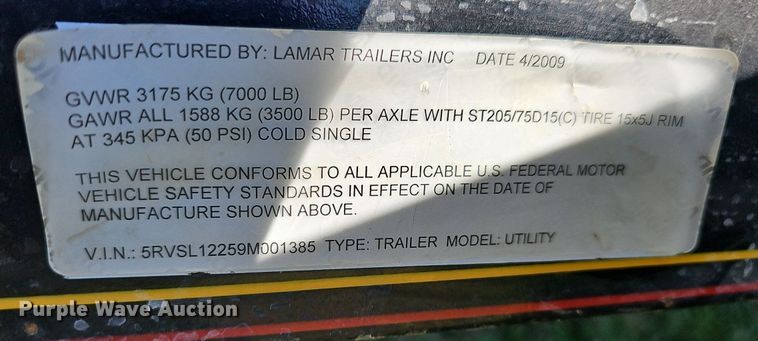 MANUFACTURED BY: LAMAR TRAILERS INC DATE 4/2009
GVWR 3175 KG (7000 LB)
GAWR ALL 1588 KG (3500 LB) PER AXLE WITH ST205/75D15(C) TIRE 15x5J RIM
AT 345 KPA (50 PSI) COLD SINGLE
THIS VEHICLE CONFORMS TO ALL APPLICABLE U.S. FEDERAL MOTOR
VEHICLE SAFETY STANDARDS IN EFFECT ON THE DATE OF
MANUFACTURE SHOWN ABOVE.
V.I.N.: 5RVSL12259M001385 TYPE: TRAILER MODEL: UTILITY
Purple Wave Auction